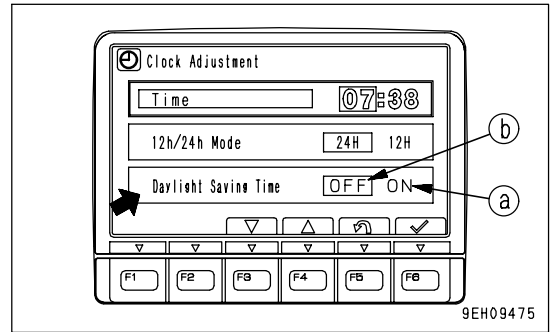 Clock Adjustment
Time 07:38
12h/24h Mode 24H 12H
Daylight Saving Time OFF ON
b
a
F1 F2 F3 F4 F5 F6
9EH09475